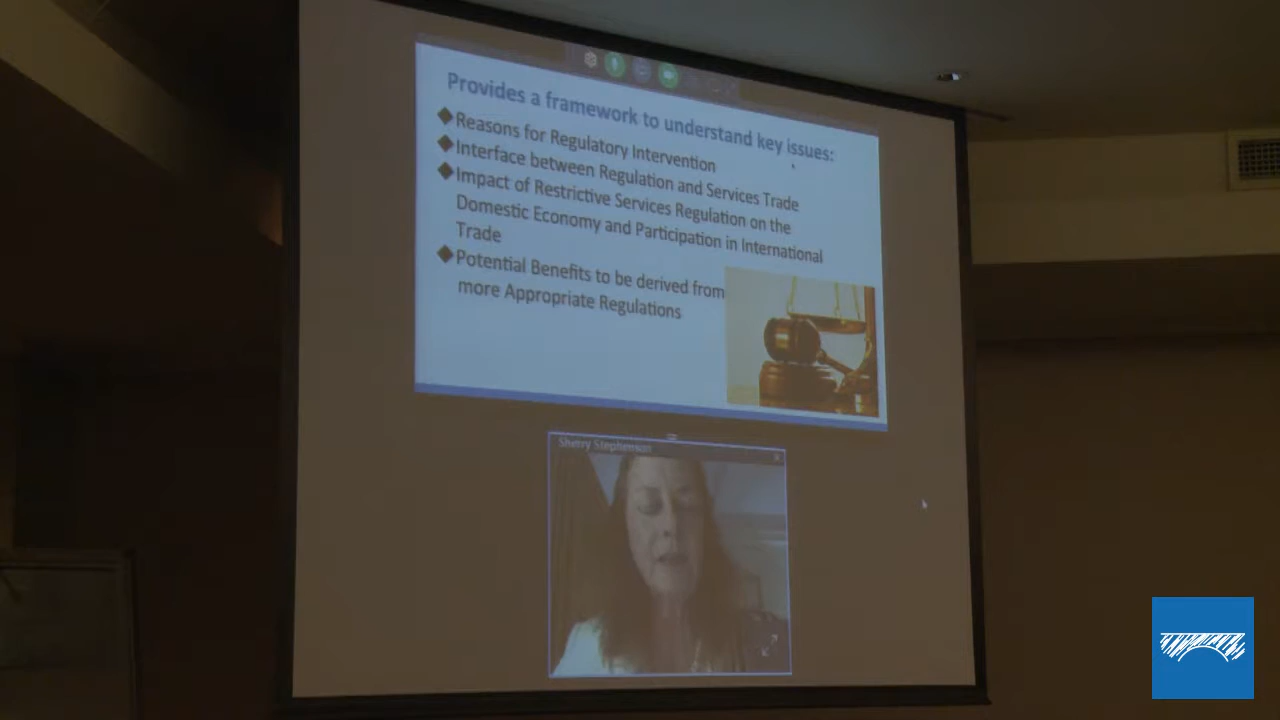 Provides a framework to understand key issues:
◆Reasons for Regulatory Intervention
◆Interface between Regulation and Services Trade
◆Impact of Restrictive Services Regulation on the
Domestic Economy and Participation in International
Trade
◆Potential Benefits to be derived from
more Appropriate Regulations
Sherry Stephenson